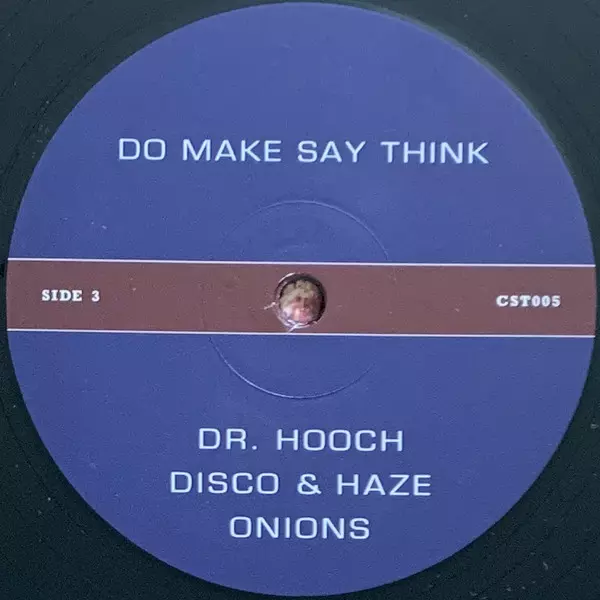 DO MAKE SAY THINK
SIDE 3 CST005
DR. HOOCH
DISCO & HAZE
ONIONS